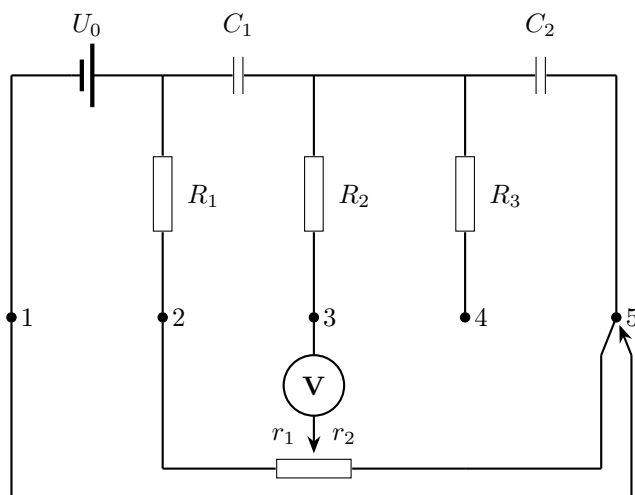 U₀ C₁ C₂
R₁ R₂ R₃
1 2 3 4 5
V
r₁ r₂